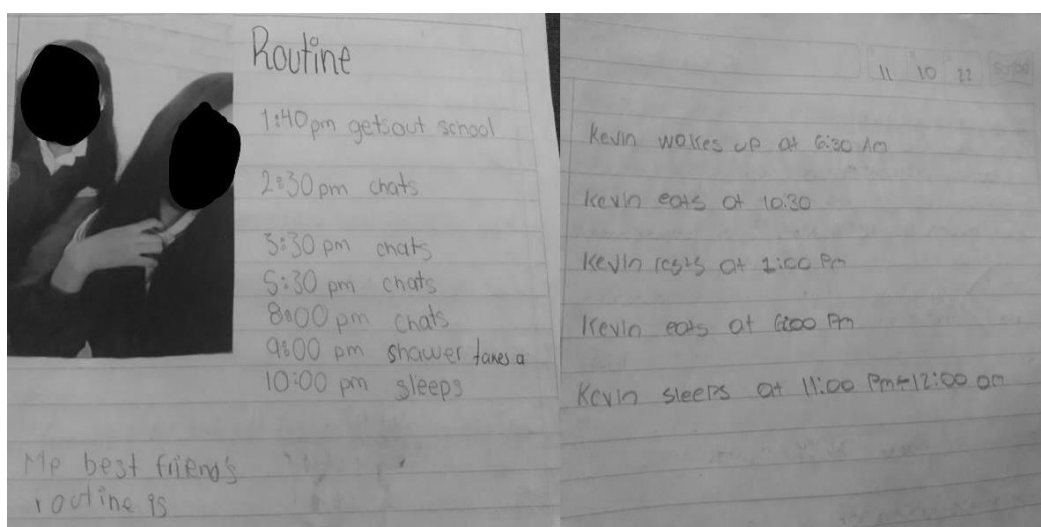 Routine
1:40 pm gets out school
2:30 pm chats
3:30 pm chats
5:30 pm chats
8:00 pm chats
9:00 pm shawer takes a
10:00 pm sleeps
Mp best friend's
routine is
11 10 22
Kevin wakes up at 6:30 Am
Kevin eats at 10:30
Kevin rests at 1:00 Pm
Kevin eats at 6:00 Pm
Kevin sleeps at 11:00 Pm 12:00 am